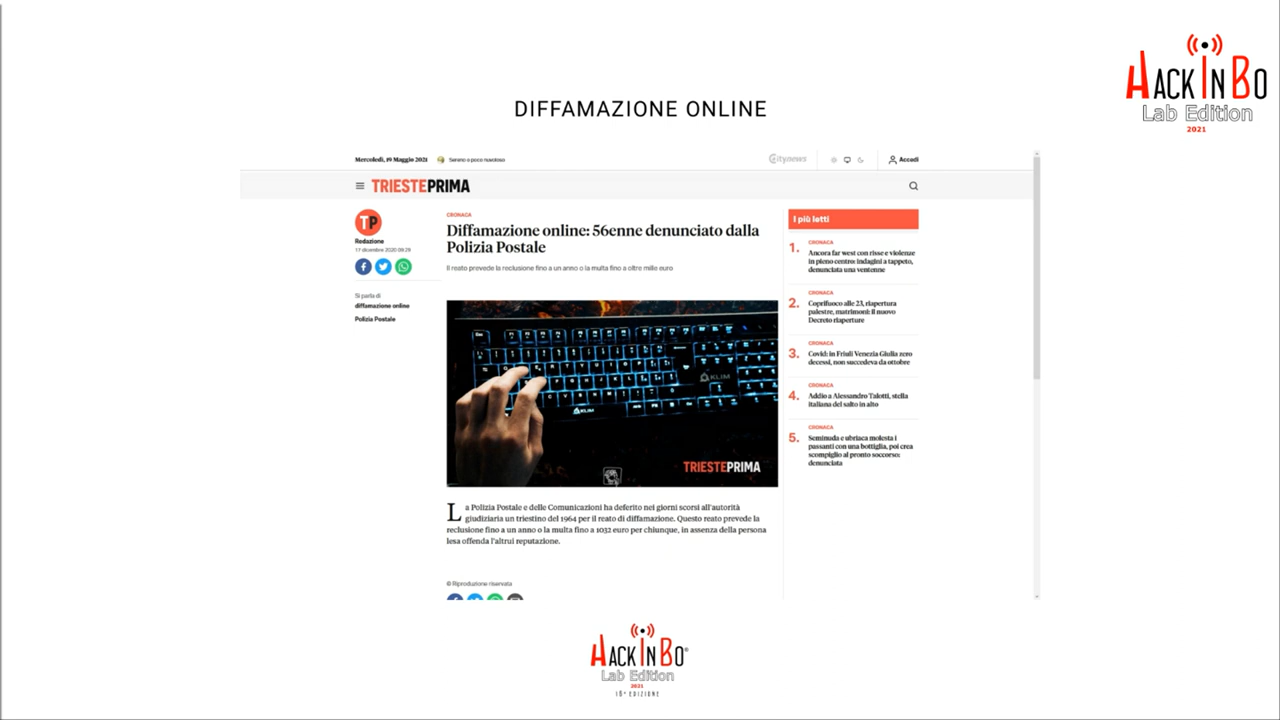 HACKINBO
Lab Edition
2021
DIFFAMAZIONE ONLINE
Mercoledì, 19 Maggio 2021
Sereno o poco nuvoloso
Citynews
Accedi
TRIESTEPRIMA
TP
Redazione
17 dicembre 2020 09:29
Si parla di
diffamazione online
Polizia Postale
CRONACA
Diffamazione online: 56enne denunciato dalla
Polizia Postale
Il reato prevede la reclusione fino a un anno o la multa fino a oltre mille euro
KLIM
KLIM
TRIESTEPRIMA
La Polizia Postale e delle Comunicazioni ha deferito nei giorni scorsi all'autorità
giudiziaria un triestino del 1964 per il reato di diffamazione. Questo reato prevede la
reclusione fino a un anno o la multa fino a 1032 euro per chiunque, in assenza della persona
lesa offenda l'altrui reputazione.
© Riproduzione riservata
I più letti
1.
CRONACA
Ancora far west con risse e violenze
in pieno centro: indagini a tappeto,
denunciata una ventenne
2.
CRONACA
Coprifuoco alle 23, riapertura
palestre, matrimoni: il nuovo
Decreto riaperture
3.
CRONACA
Covid: in Friuli Venezia Giulia zero
decessi, non succedeva da ottobre
4.
CRONACA
Addio a Alessandro Talotti, stella
italiana del salto in alto
5.
CRONACA
Seminuda e ubriaca molesta i
passanti con una bottiglia, poi crea
scompiglio al pronto soccorso:
denunciata
HACKINBO®
Lab Edition
2021
16ª EDIZIONE